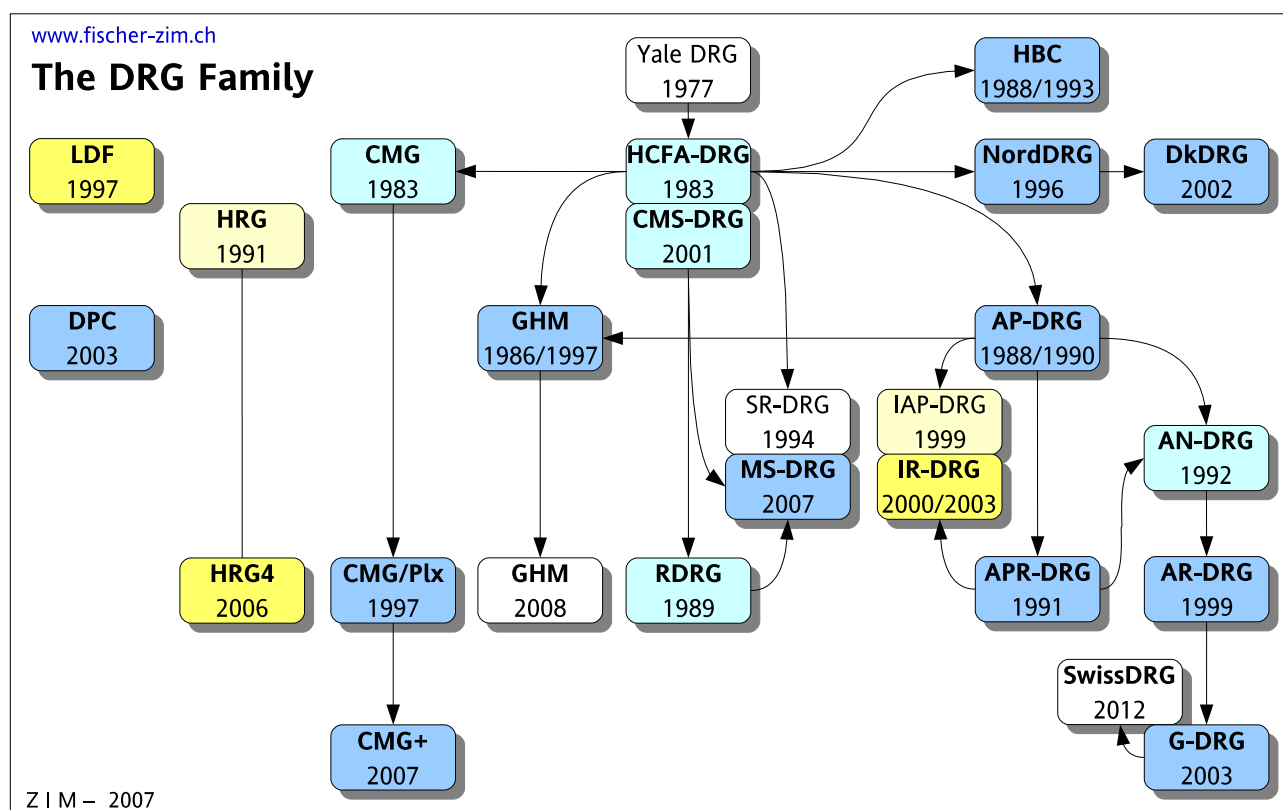 www.fischer-zim.ch
The DRG Family
Yale DRG
1977
HBC
1988/1993
LDF
1997
CMG
1983
HCFA-DRG
1983
NordDRG
1996
DkDRG
2002
HRG
1991
CMS-DRG
2001
DPC
2003
GHM
1986/1997
AP-DRG
1988/1990
SR-DRG
1994
IAP-DRG
1999
AN-DRG
1992
MS-DRG
2007
IR-DRG
2000/2003
HRG4
2006
CMG/Plx
1997
GHM
2008
RDRG
1989
APR-DRG
1991
AR-DRG
1999
SwissDRG
2012
CMG+
2007
G-DRG
2003
Z I M – 2007